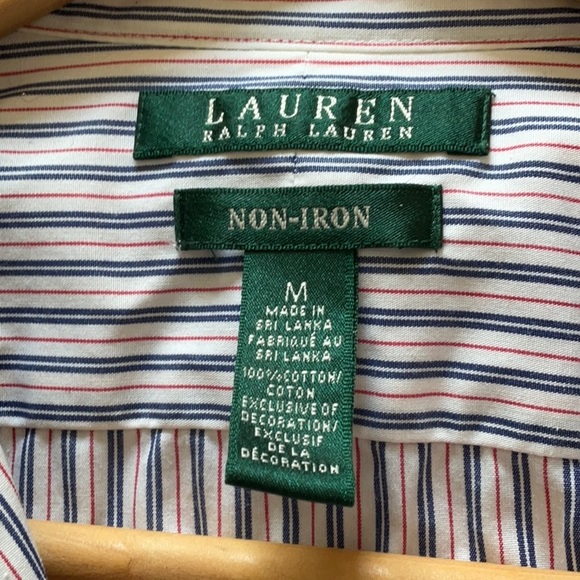 LAUREN
RALPH LAUREN
NON-IRON
M
MADE IN
SRI LANKA
FABRIQUÉ AU
SRI LANKA
100%COTTON/
COTON
EXCLUSIVE OF
DECORATION/
EXCLUSIF
DE LA
DÉCORATION